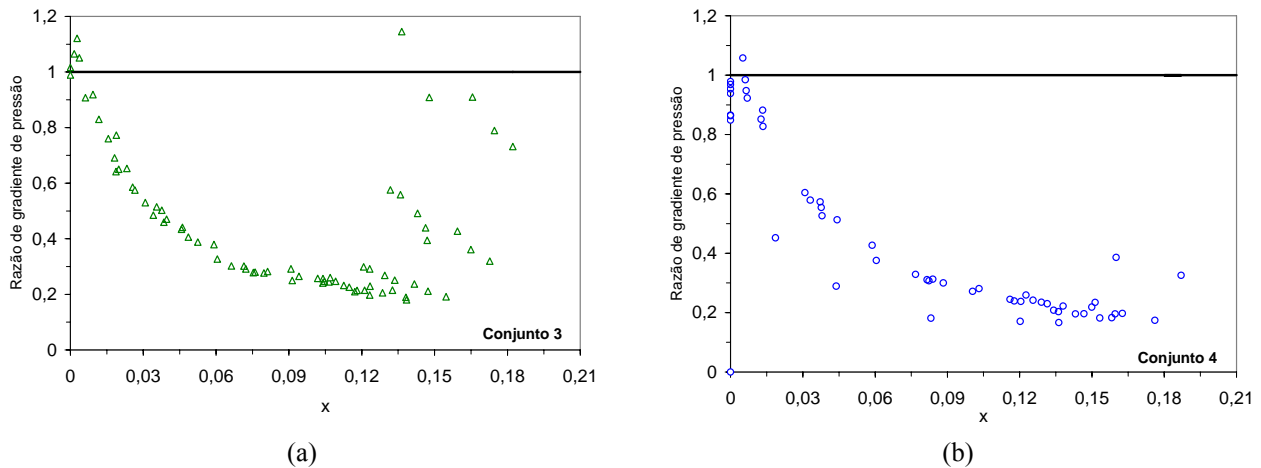 1,2
1
0,8
0,6
0,4
0,2
0
Razão de gradiente de pressão
0 0,03 0,06 0,09 0,12 0,15 0,18 0,21
x
Conjunto 3
(a)
1,2
1
0,8
0,6
0,4
0,2
0
Razão de gradiente de pressão
0 0,03 0,06 0,09 0,12 0,15 0,18 0,21
x
Conjunto 4
(b)